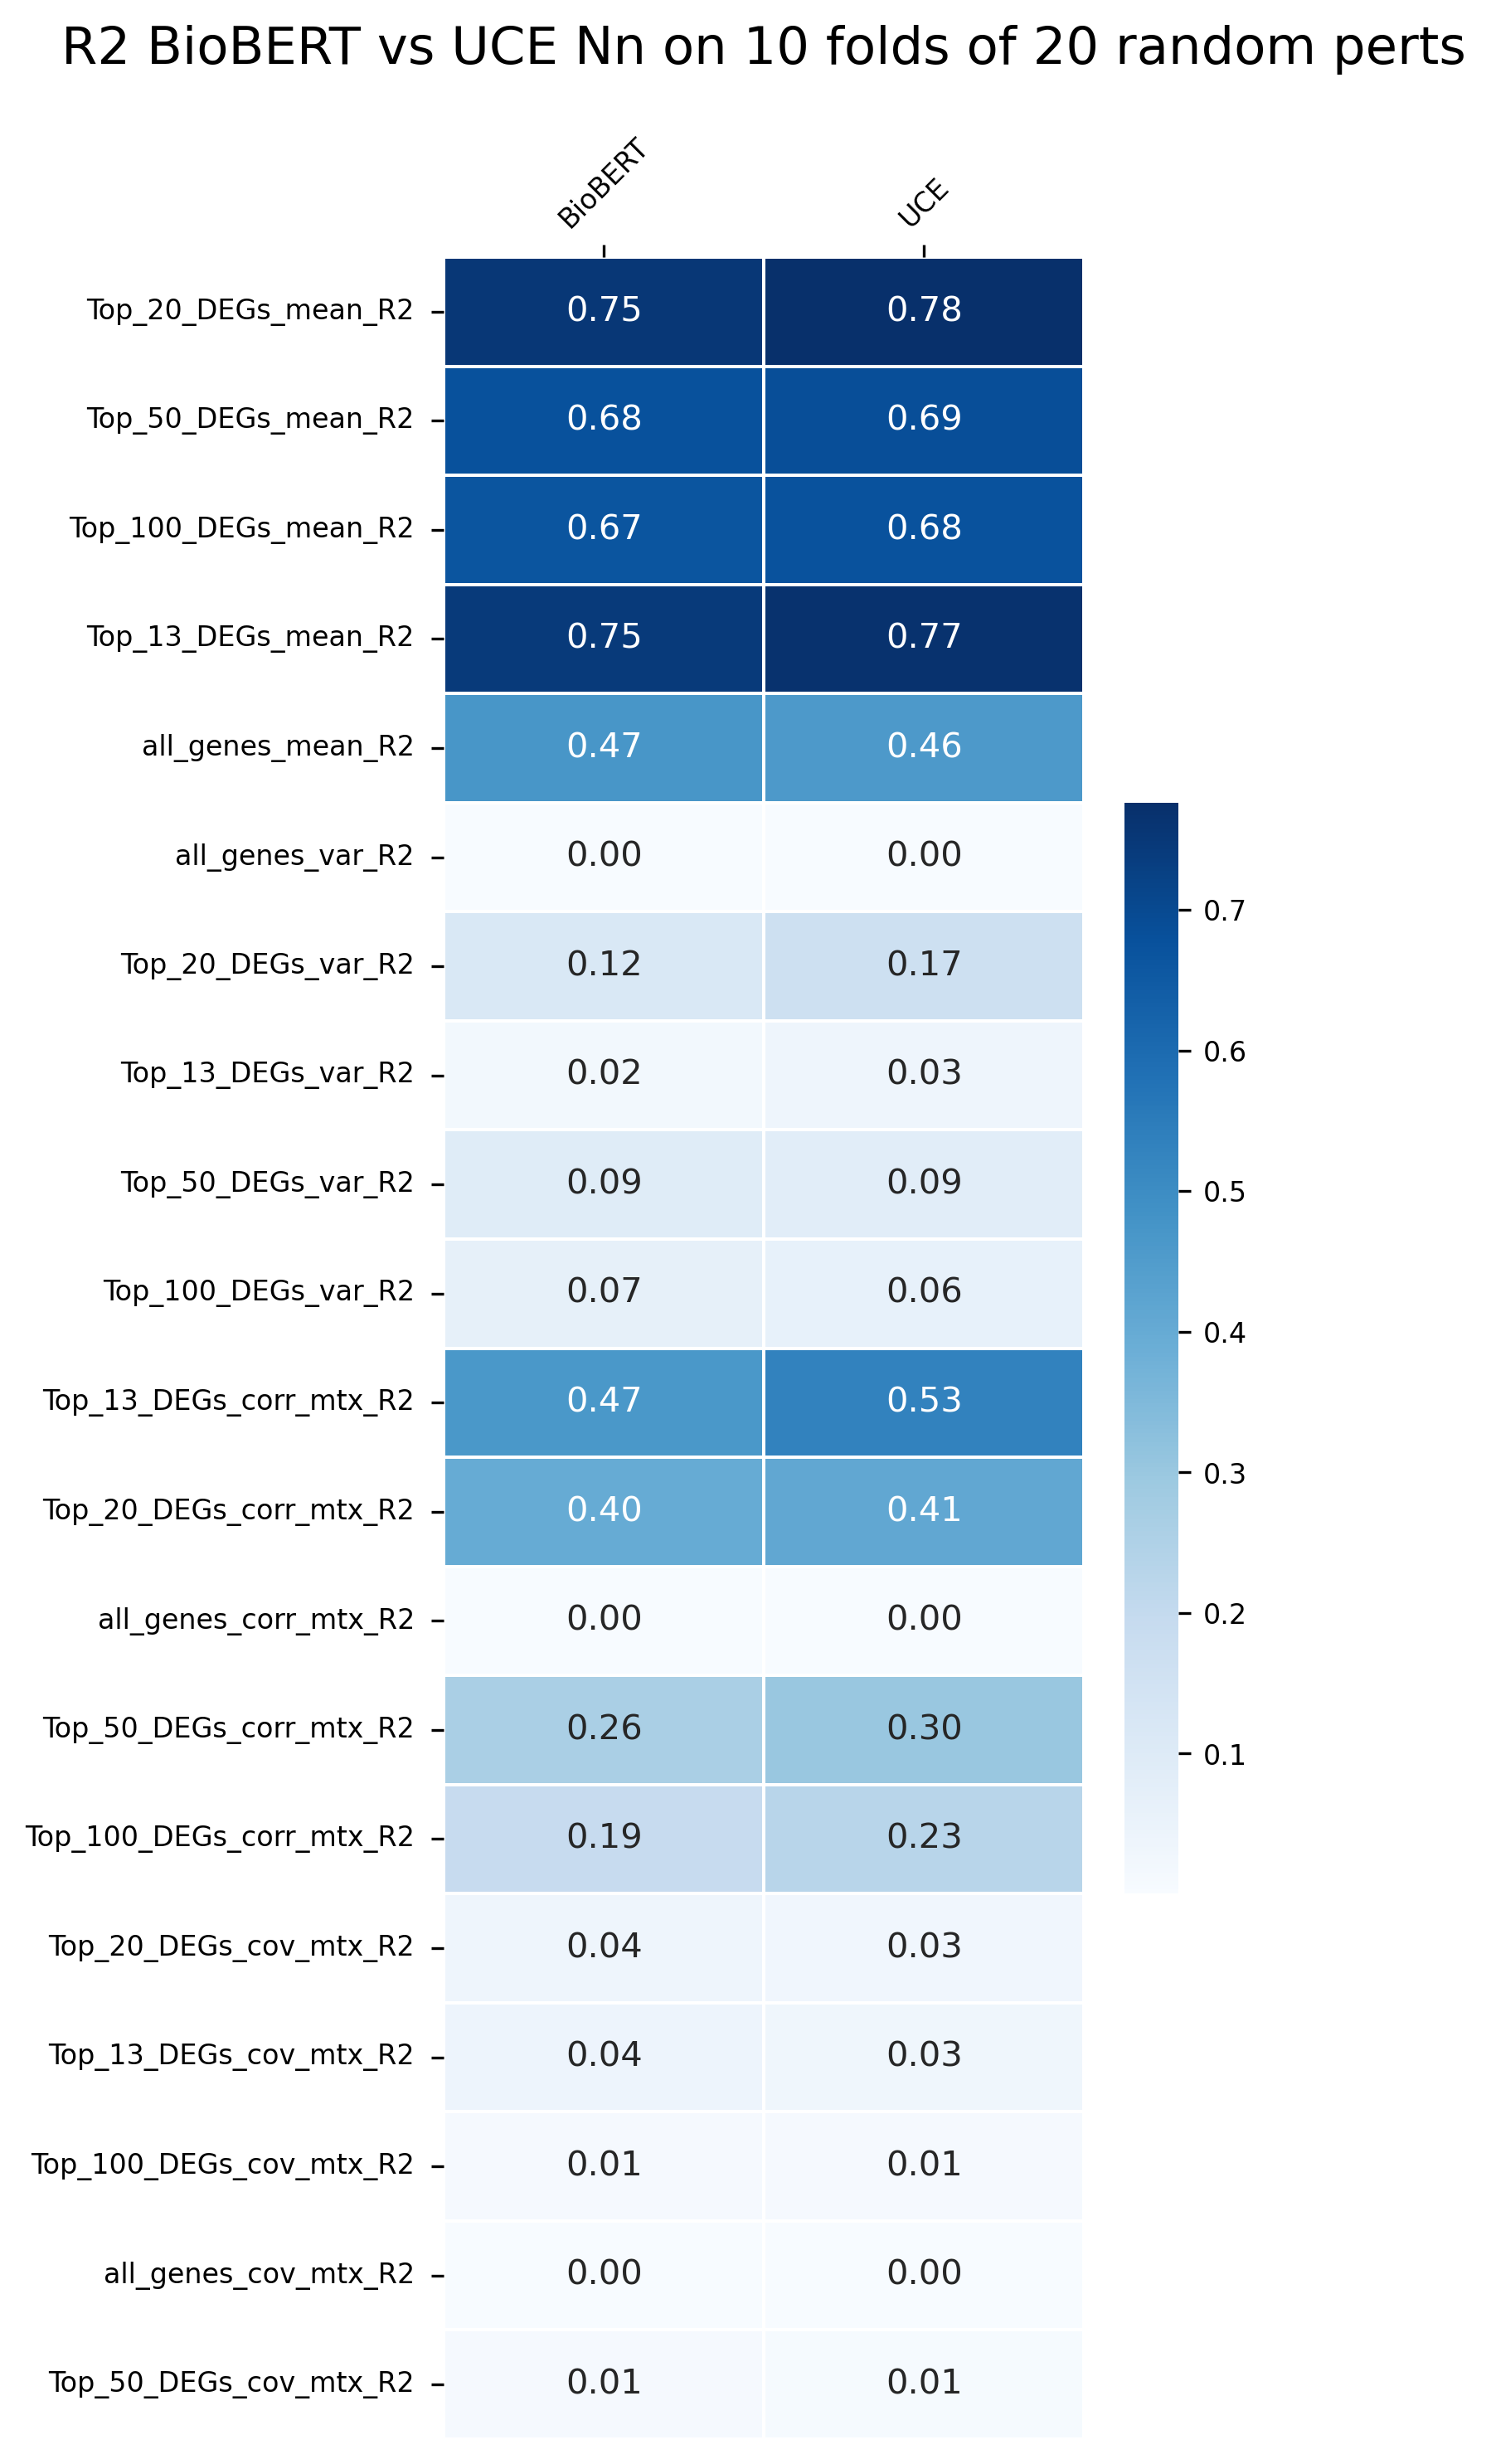 R2 BioBERT vs UCE Nn on 10 folds of 20 random perts
BioBERT UCE
Top_20_DEGs_mean_R2 0.75 0.78
Top_50_DEGs_mean_R2 0.68 0.69
Top_100_DEGs_mean_R2 0.67 0.68
Top_13_DEGs_mean_R2 0.75 0.77
all_genes_mean_R2 0.47 0.46
all_genes_var_R2 0.00 0.00
Top_20_DEGs_var_R2 0.12 0.17
Top_13_DEGs_var_R2 0.02 0.03
Top_50_DEGs_var_R2 0.09 0.09
Top_100_DEGs_var_R2 0.07 0.06
Top_13_DEGs_corr_mtx_R2 0.47 0.53
Top_20_DEGs_corr_mtx_R2 0.40 0.41
all_genes_corr_mtx_R2 0.00 0.00
Top_50_DEGs_corr_mtx_R2 0.26 0.30
Top_100_DEGs_corr_mtx_R2 0.19 0.23
Top_20_DEGs_cov_mtx_R2 0.04 0.03
Top_13_DEGs_cov_mtx_R2 0.04 0.03
Top_100_DEGs_cov_mtx_R2 0.01 0.01
all_genes_cov_mtx_R2 0.00 0.00
Top_50_DEGs_cov_mtx_R2 0.01 0.01
0.7
0.6
0.5
0.4
0.3
0.2
0.1